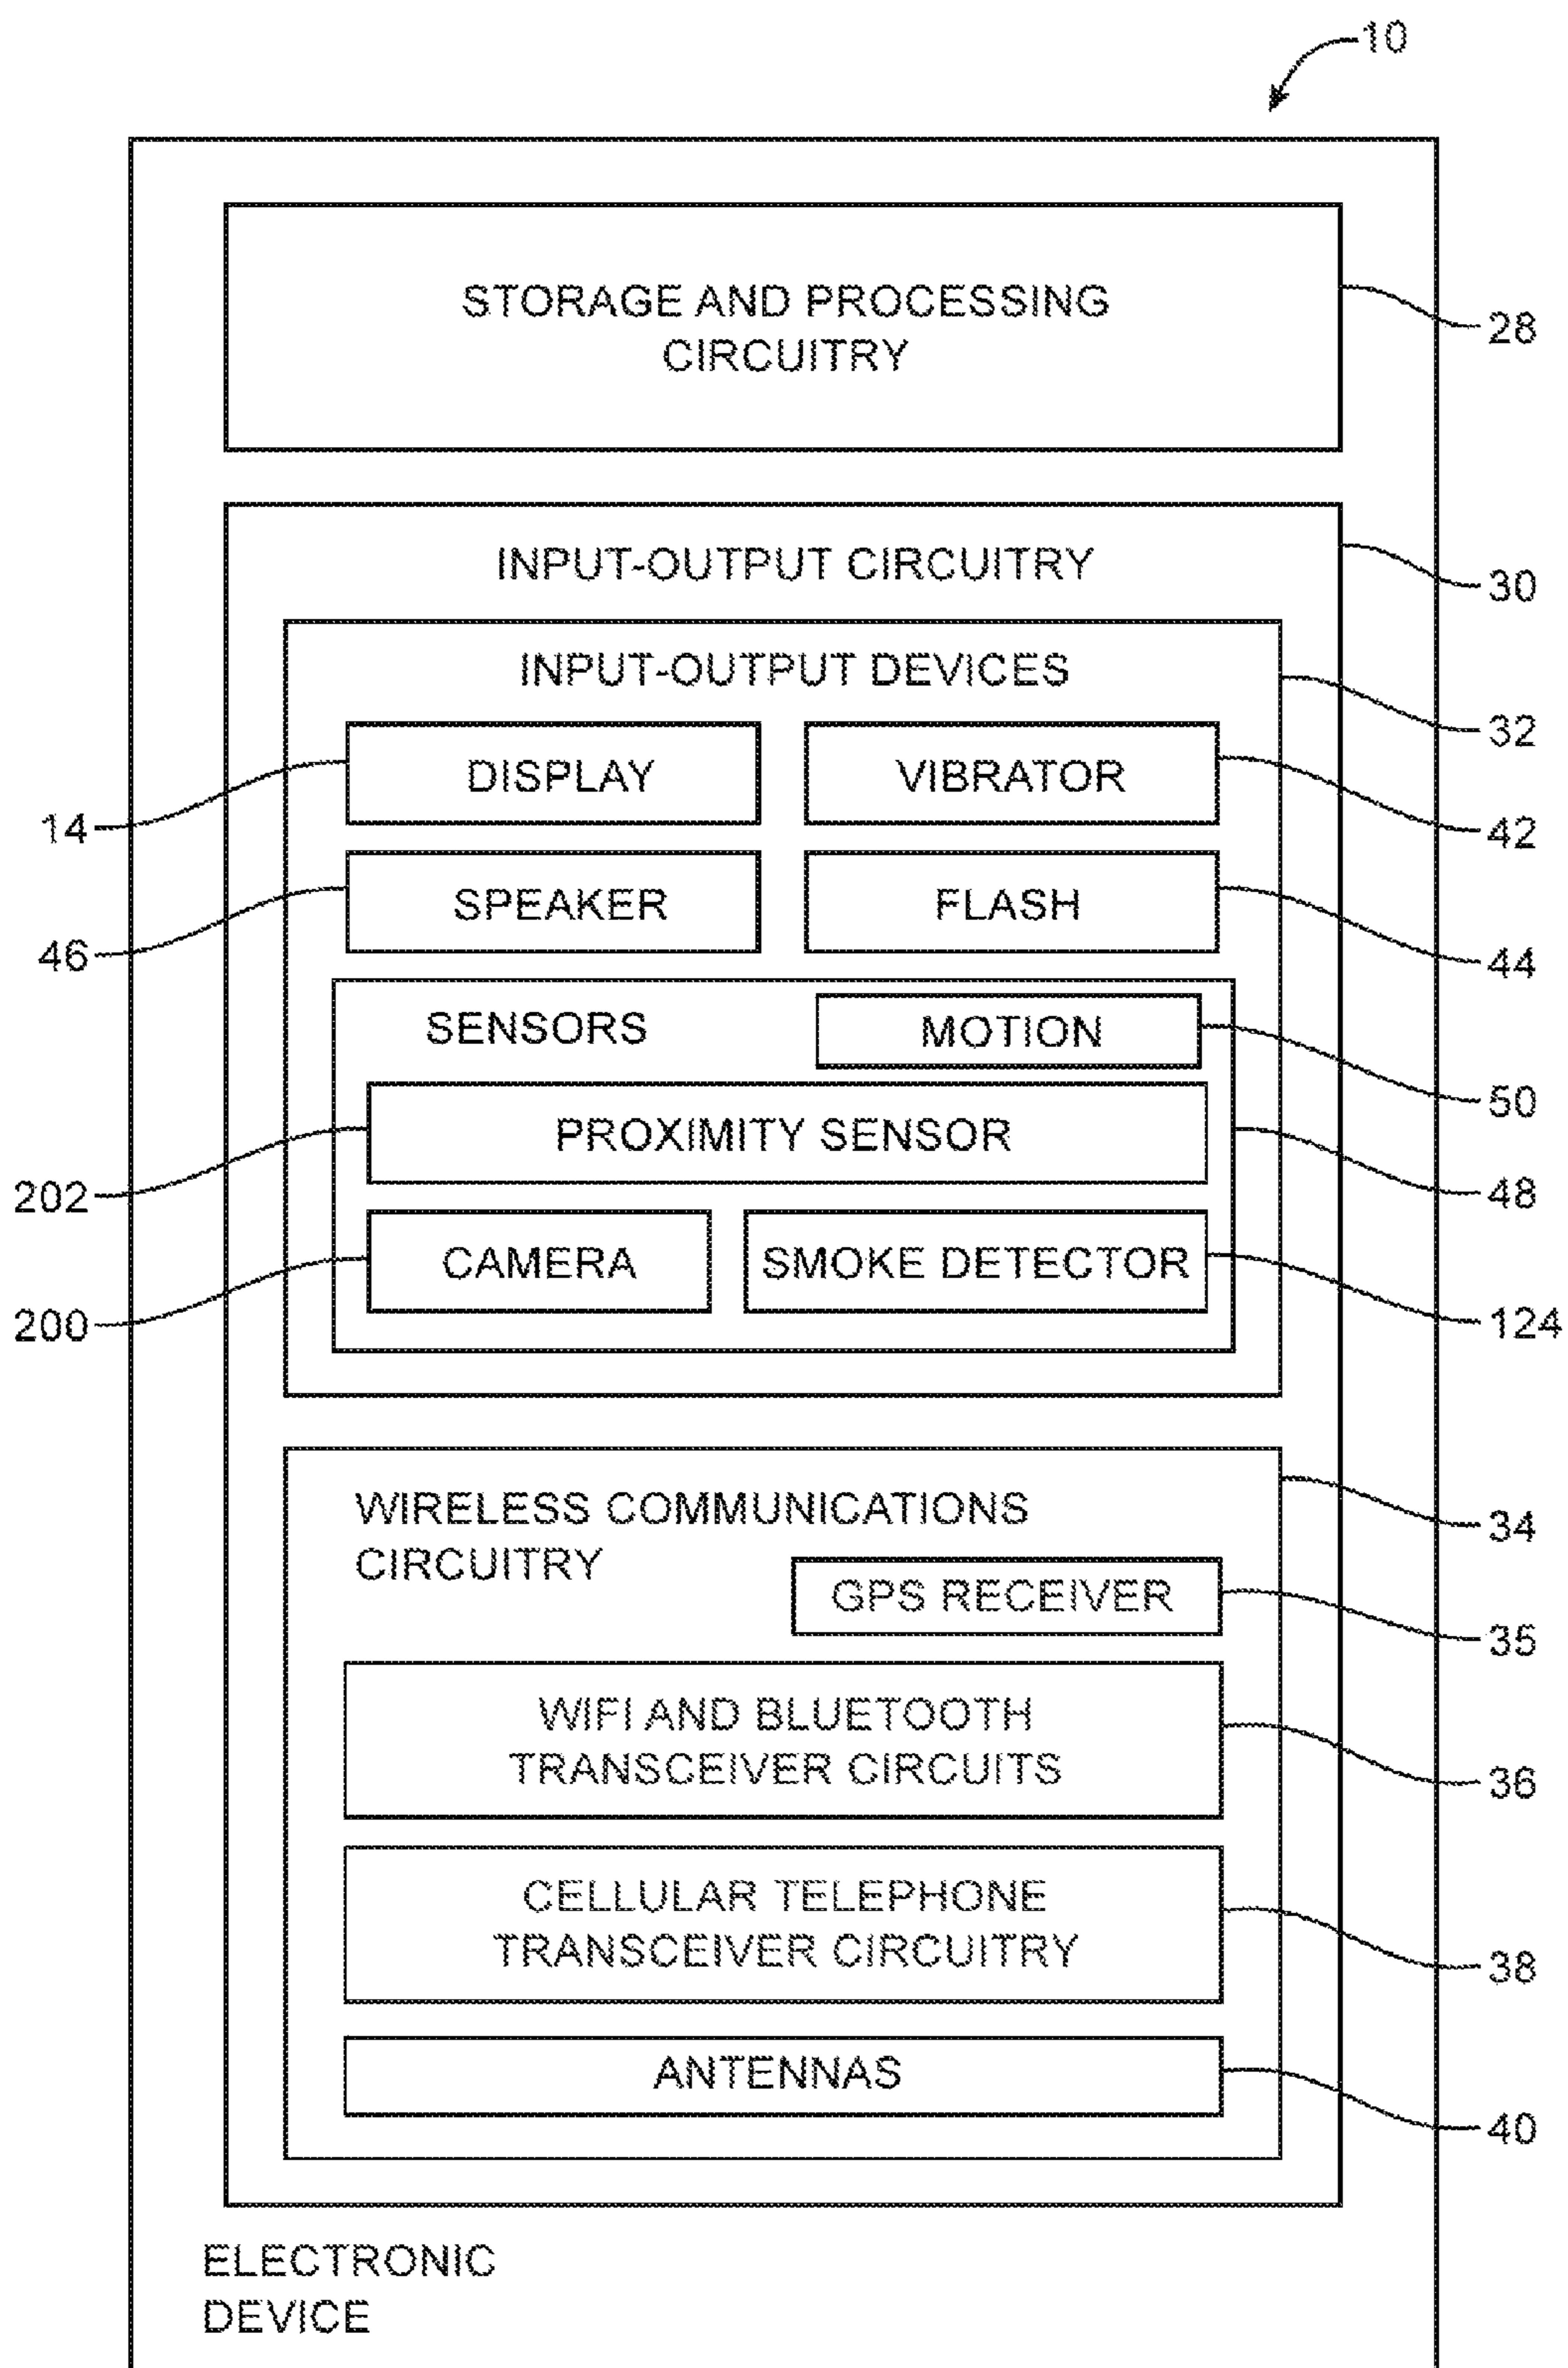 10
STORAGE AND PROCESSING
CIRCUITRY
28
INPUT-OUTPUT CIRCUITRY
30
INPUT-OUTPUT DEVICES
32
DISPLAY
VIBRATOR
14
42
SPEAKER
FLASH
46
44
SENSORS
MOTION
50
PROXIMITY SENSOR
202
48
CAMERA
SMOKE DETECTOR
200
124
WIRELESS COMMUNICATIONS
CIRCUITRY
34
GPS RECEIVER
35
WIFI AND BLUETOOTH
TRANSCEIVER CIRCUITS
36
CELLULAR TELEPHONE
TRANSCEIVER CIRCUITRY
38
ANTENNAS
40
ELECTRONIC
DEVICE